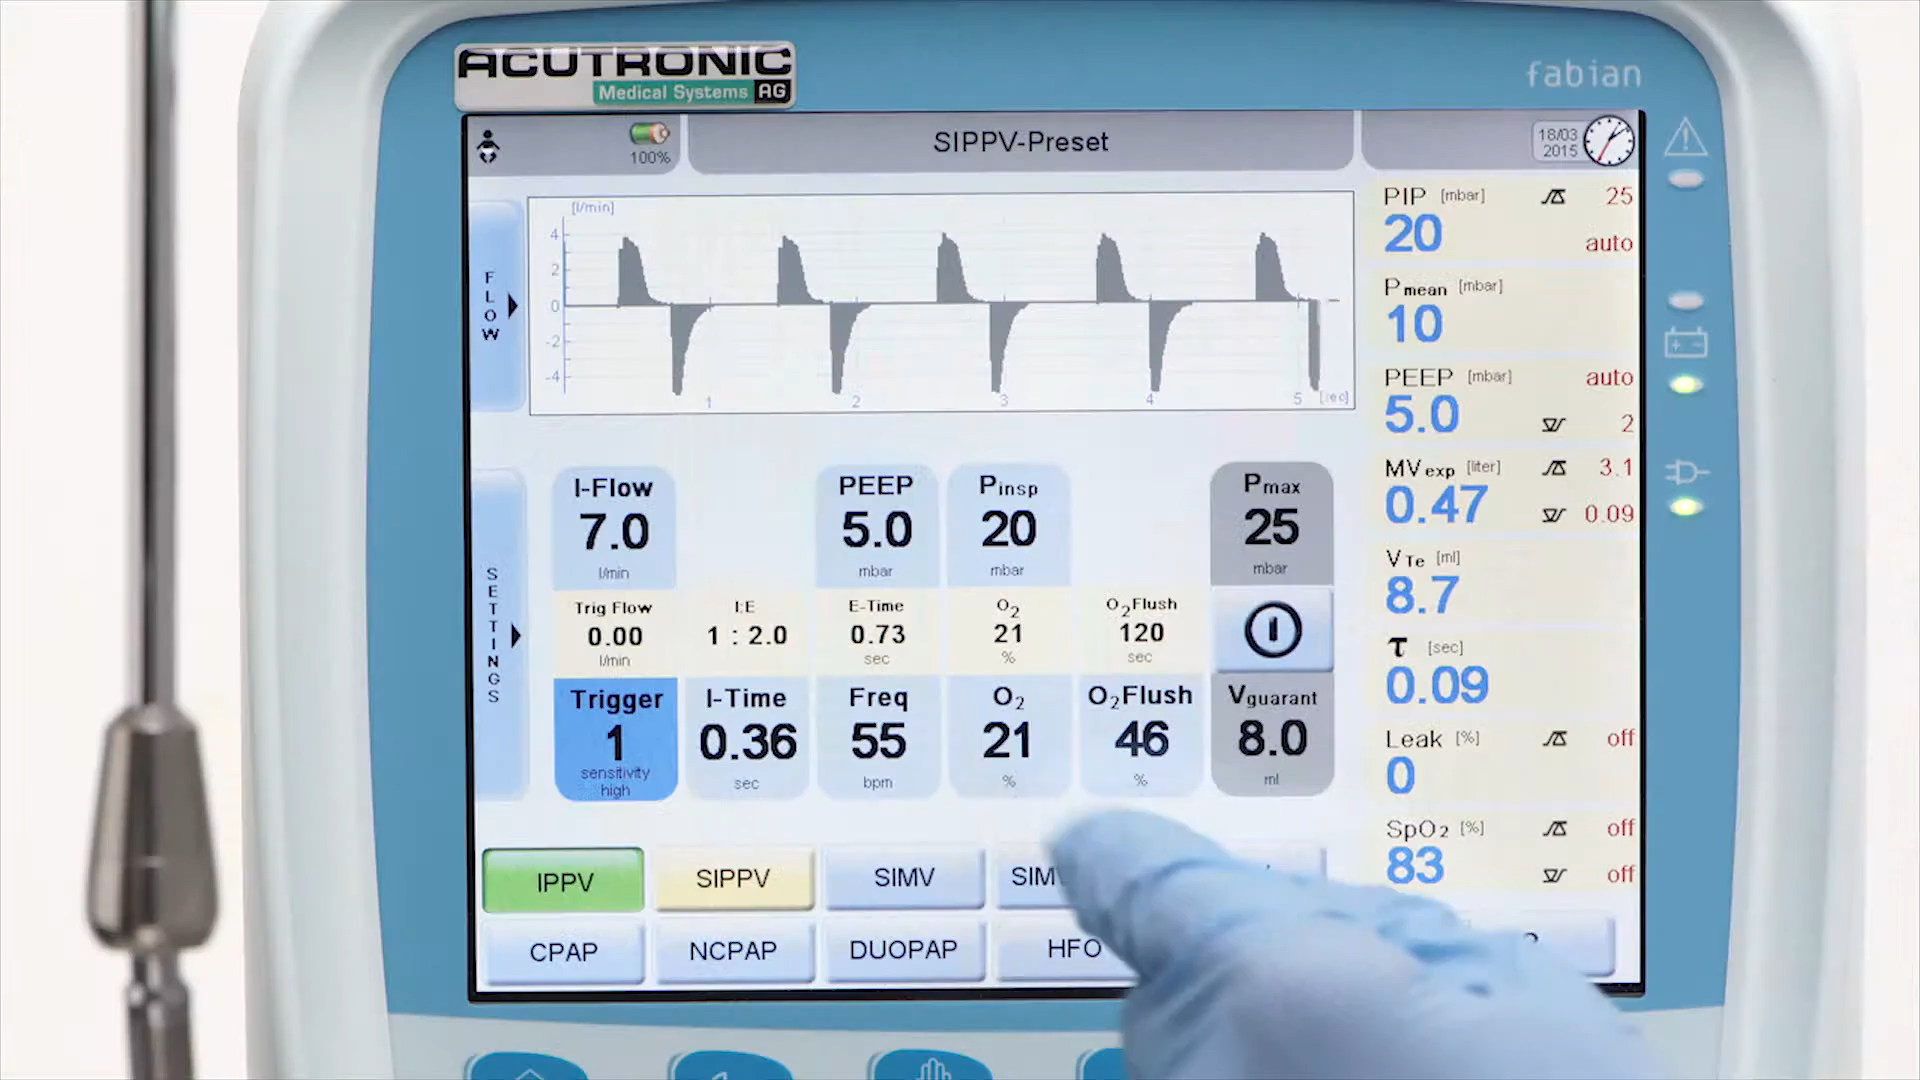 ACUTRONIC
Medical Systems AG
fabian
100%
SIPPV-Preset
18/03
2015
FLOW
[l/min]
4
2
0
-2
-4
1 2 3 4 5 [sec]
SETTINGS
I-Flow
7.0
l/min
PEEP
5.0
mbar
Pinsp
20
mbar
Pmax
25
mbar
Trig Flow
0.00
l/min
I:E
1 : 2.0
E-Time
0.73
sec
O2
21
%
O2Flush
120
sec
Trigger
1
sensitivity
high
I-Time
0.36
sec
Freq
55
bpm
O2
21
%
O2Flush
46
%
Vguarant
8.0
ml
IPPV
SIPPV
SIMV
CPAP
NCPAP
DUOPAP
HFO
PIP [mbar] 25
20 auto
Pmean [mbar]
10
PEEP [mbar] auto
5.0 2
MVexp [liter] 3.1
0.47 0.09
VTe [ml]
8.7
τ [sec]
0.09
Leak [%] off
0
SpO2 [%] off
83 off